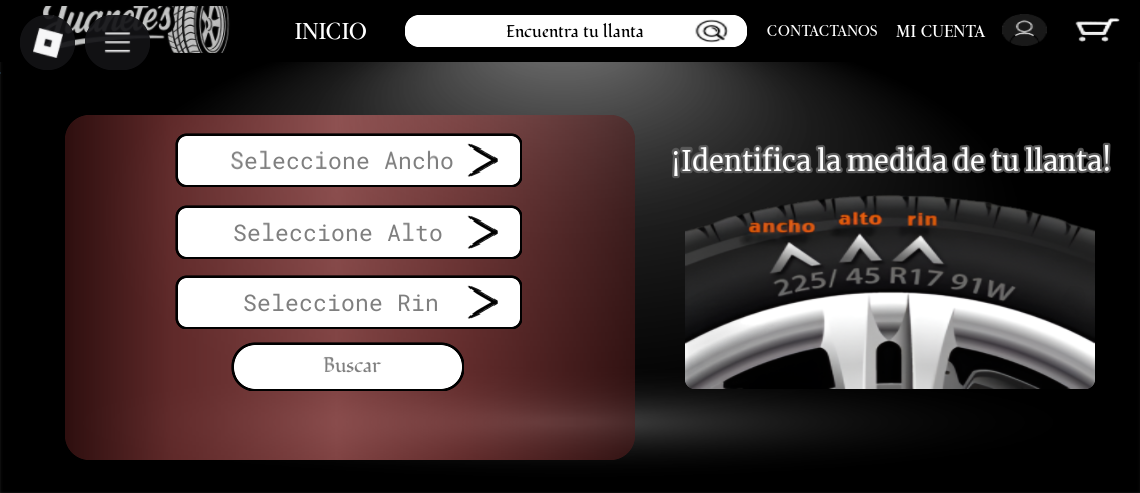 Juanetes
INICIO
Encuentra tu llanta
CONTACTANOS
MI CUENTA
Seleccione Ancho
Seleccione Alto
Seleccione Rin
Buscar
¡Identifica la medida de tu llanta!
ancho alto rin
225/ 45 R17 91W